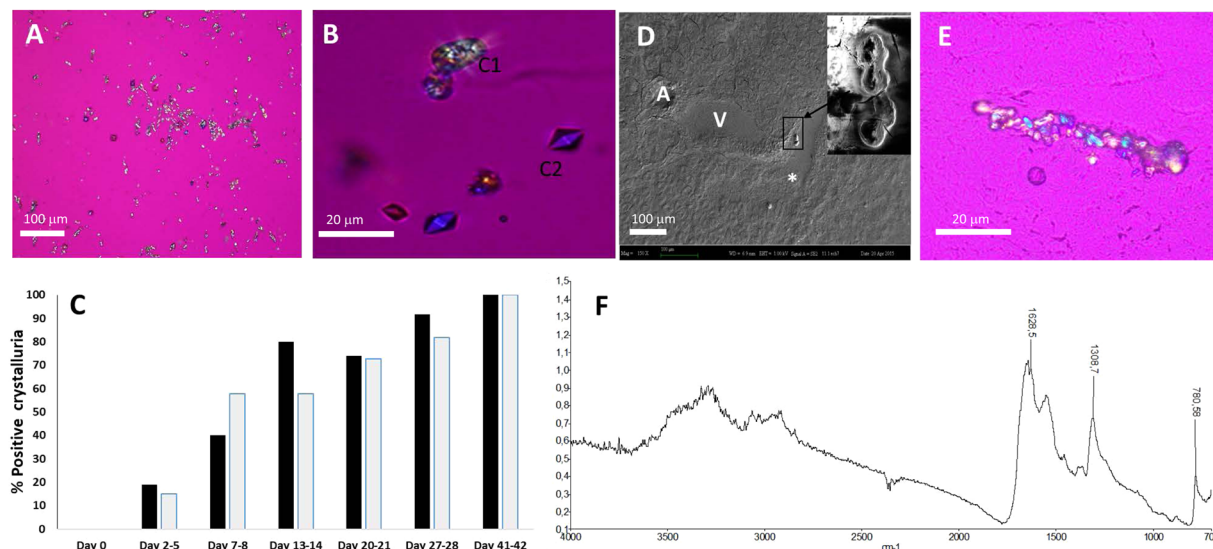 A
100 µm
B
C1
C2
20 µm
D
A
V
*
100 µm
E
20 µm
C
% Positive crystalluria
100
90
80
70
60
50
40
30
20
10
0
Day 0 Day 2-5 Day 7-8 Day 13-14 Day 20-21 Day 27-28 Day 41-42
F
1,5
1,4
1,3
1,2
1,1
1,0
0,9
0,8
0,7
0,6
0,5
0,4
0,3
0,2
0,1
1628,5
1308,7
780,58
4000 3000 2000 1000 70
cm-1